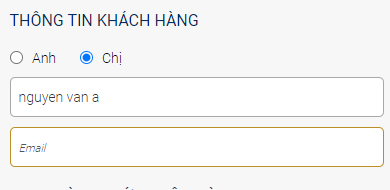 THÔNG TIN KHÁCH HÀNG
Anh Chị
nguyen van a
Email